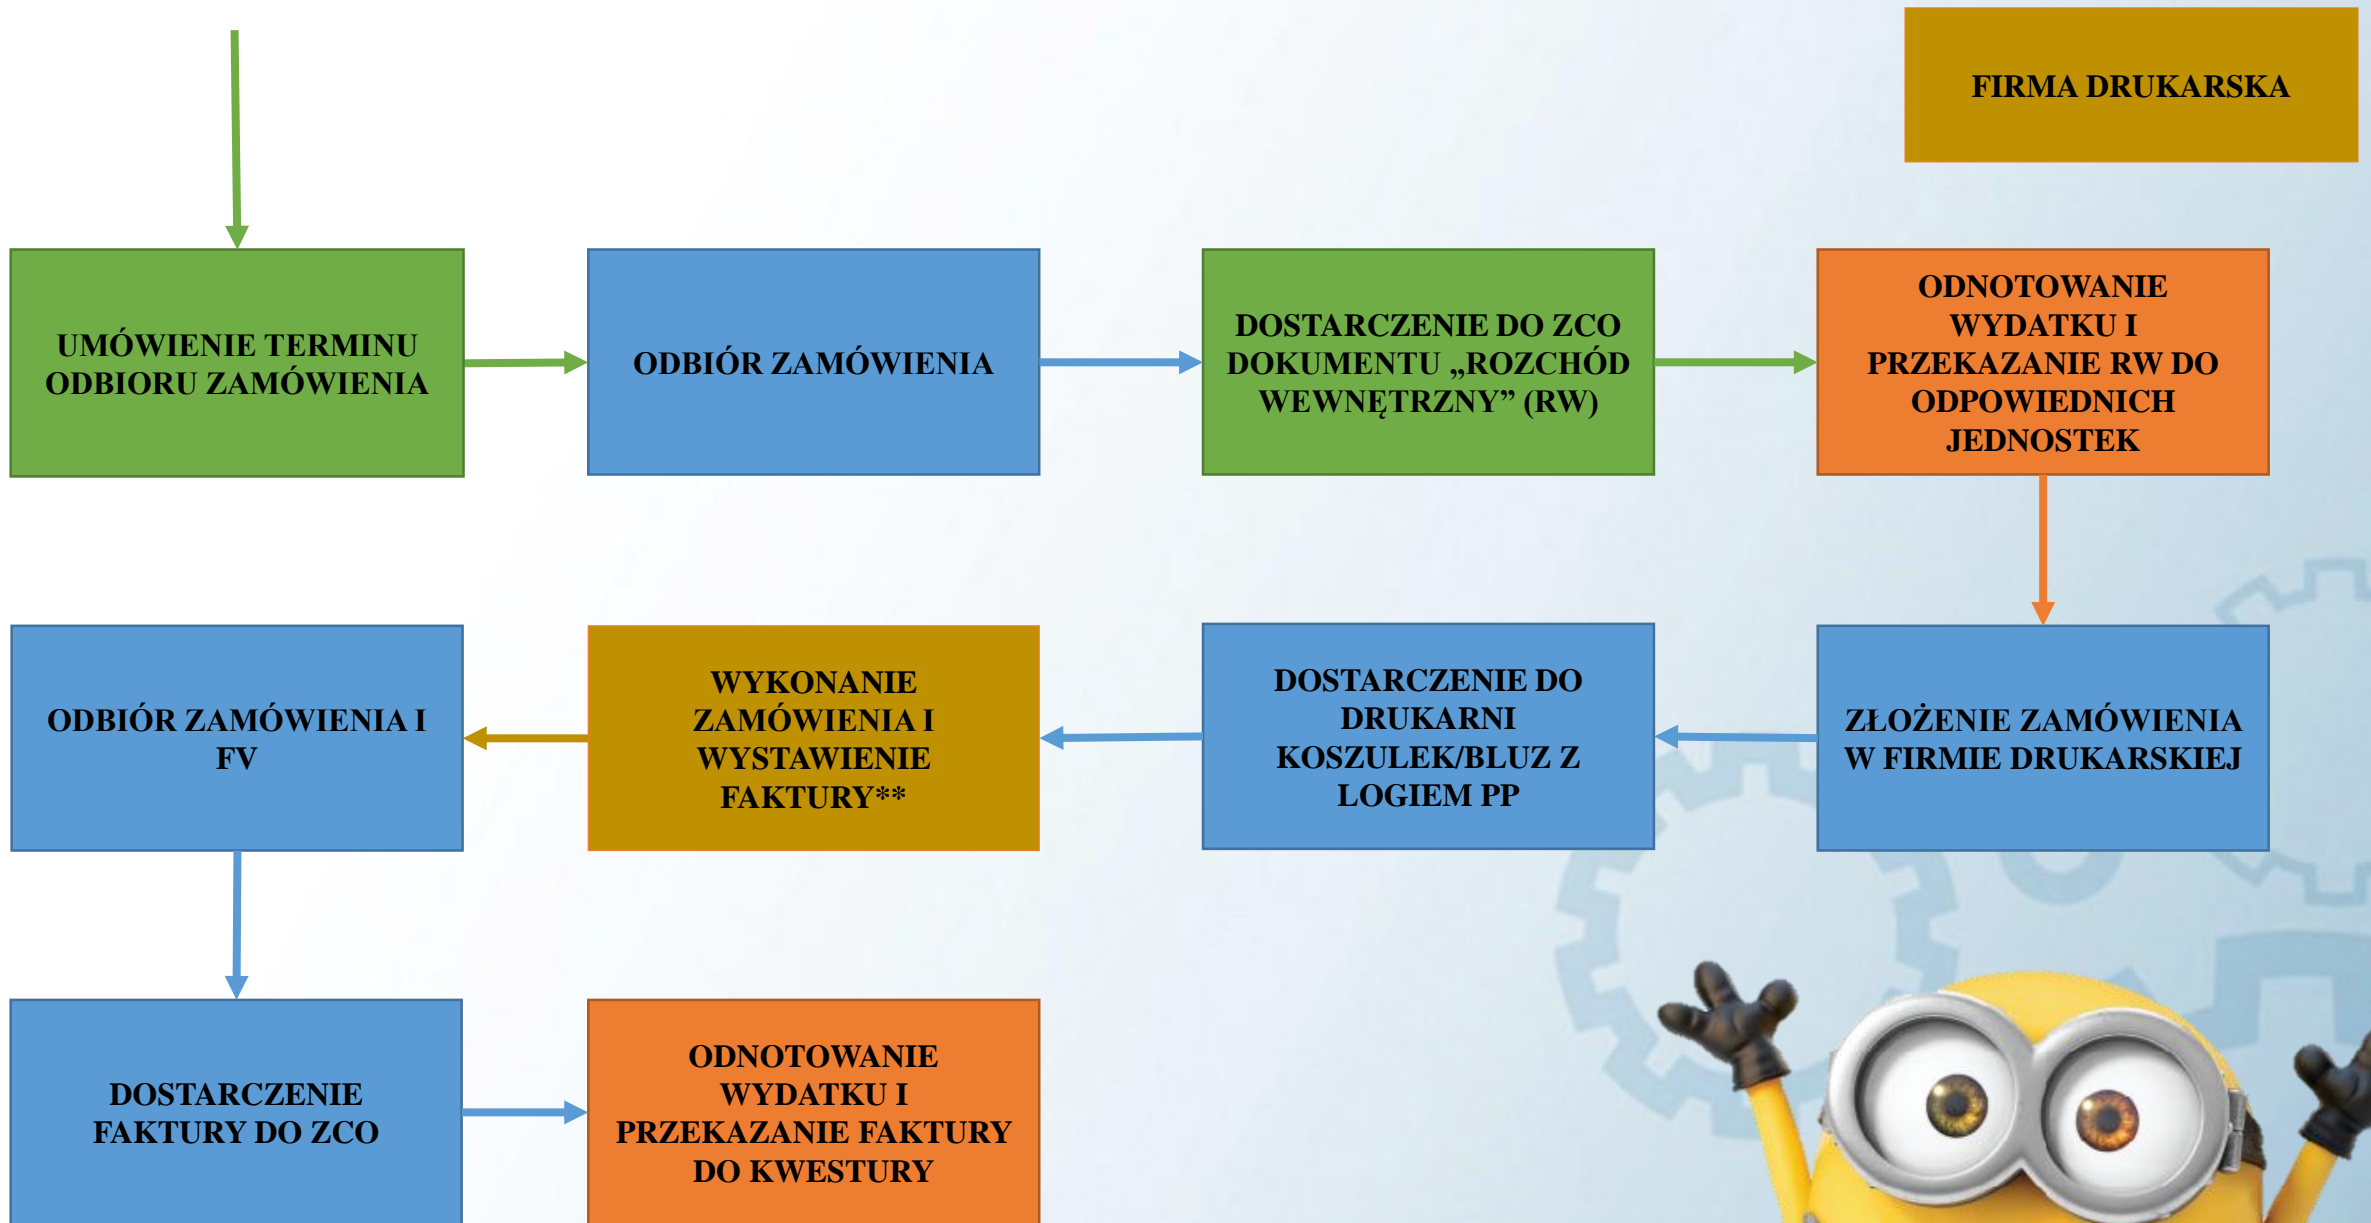 FIRMA DRUKARSKA
UMÓWIENIE TERMINU
ODBIORU ZAMÓWIENIA
ODBIÓR ZAMÓWIENIA
DOSTARCZENIE DO ZCO
DOKUMENTU „ROZCHÓD
WEWNĘTRZNY” (RW)
ODNOTOWANIE
WYDATKU I
PRZEKAZANIE RW DO
ODPOWIEDNICH
JEDNOSTEK
ZŁOŻENIE ZAMÓWIENIA
W FIRMIE DRUKARSKIEJ
DOSTARCZENIE DO
DRUKARNI
KOSZULEK/BLUZ Z
LOGIEM PP
WYKONANIE
ZAMÓWIENIA I
WYSTAWIENIE
FAKTURY**
ODBIÓR ZAMÓWIENIA I
FV
DOSTARCZENIE
FAKTURY DO ZCO
ODNOTOWANIE
WYDATKU I
PRZEKAZANIE FAKTURY
DO KWESTURY